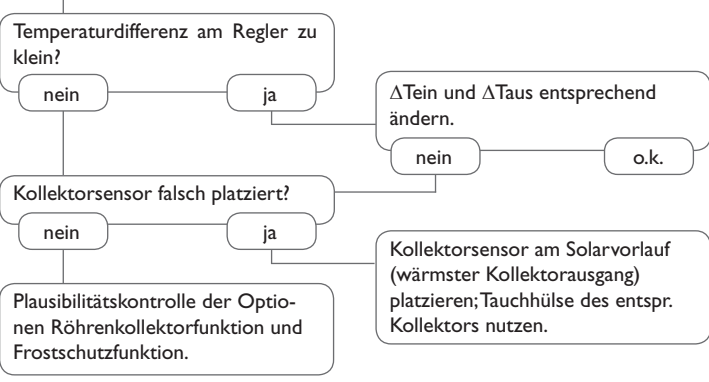 Temperaturdifferenz am Regler zu
klein?
nein
ja
ΔTein und ΔTaus entsprechend
ändern.
nein
o.k.
Kollektorsensor falsch platziert?
nein
ja
Kollektorsensor am Solarvorlauf
(wärmster Kollektorausgang)
platzieren; Tauchhülse des entspr.
Kollektors nutzen.
Plausibilitätskontrolle der Optio-
nen Röhrenkollektorfunktion und
Frostschutzfunktion.